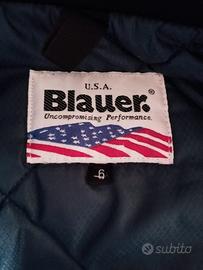 U.S.A.
Blauer.®
Uncompromising Performance.
6
subito